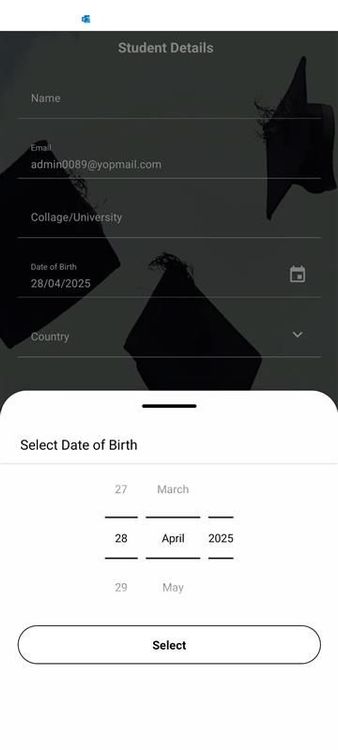 Student Details
Name
Email
admin0089@yopmail.com
Collage/University
Date of Birth
28/04/2025
Country
Select Date of Birth
27 March
28 April 2025
29 May
Select